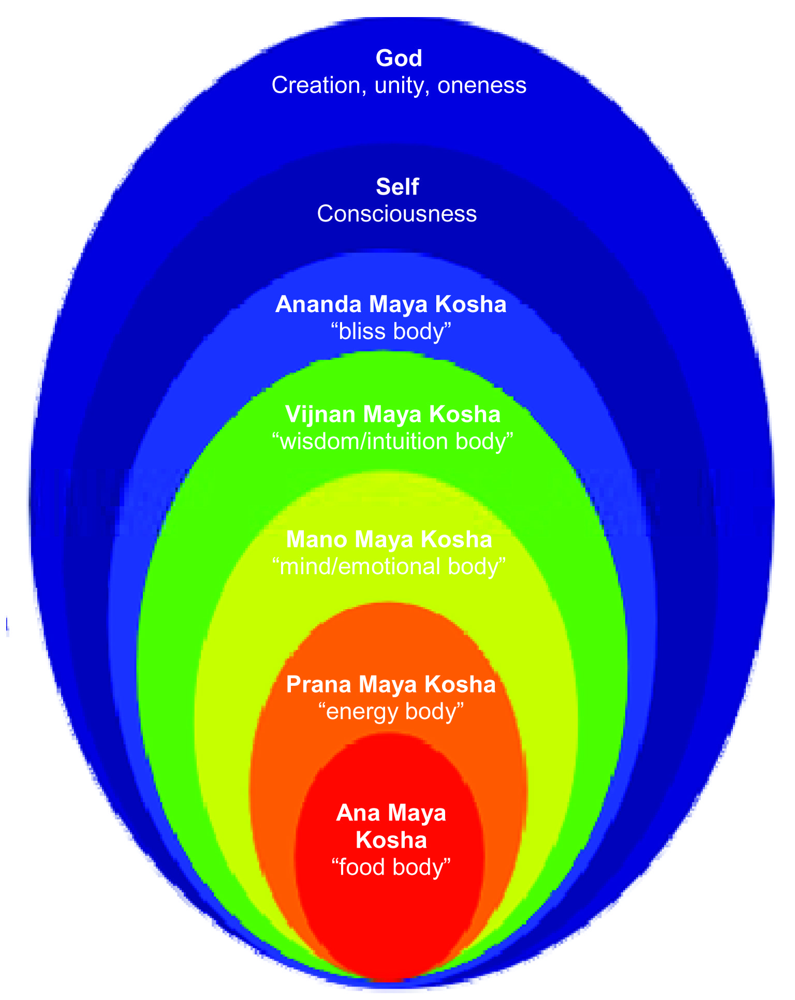 God
Creation, unity, oneness
Self
Consciousness
Ananda Maya Kosha
“bliss body”
Vijnan Maya Kosha
“wisdom/intuition body”
Mano Maya Kosha
“mind/emotional body”
Prana Maya Kosha
“energy body”
Ana Maya
Kosha
“food body”